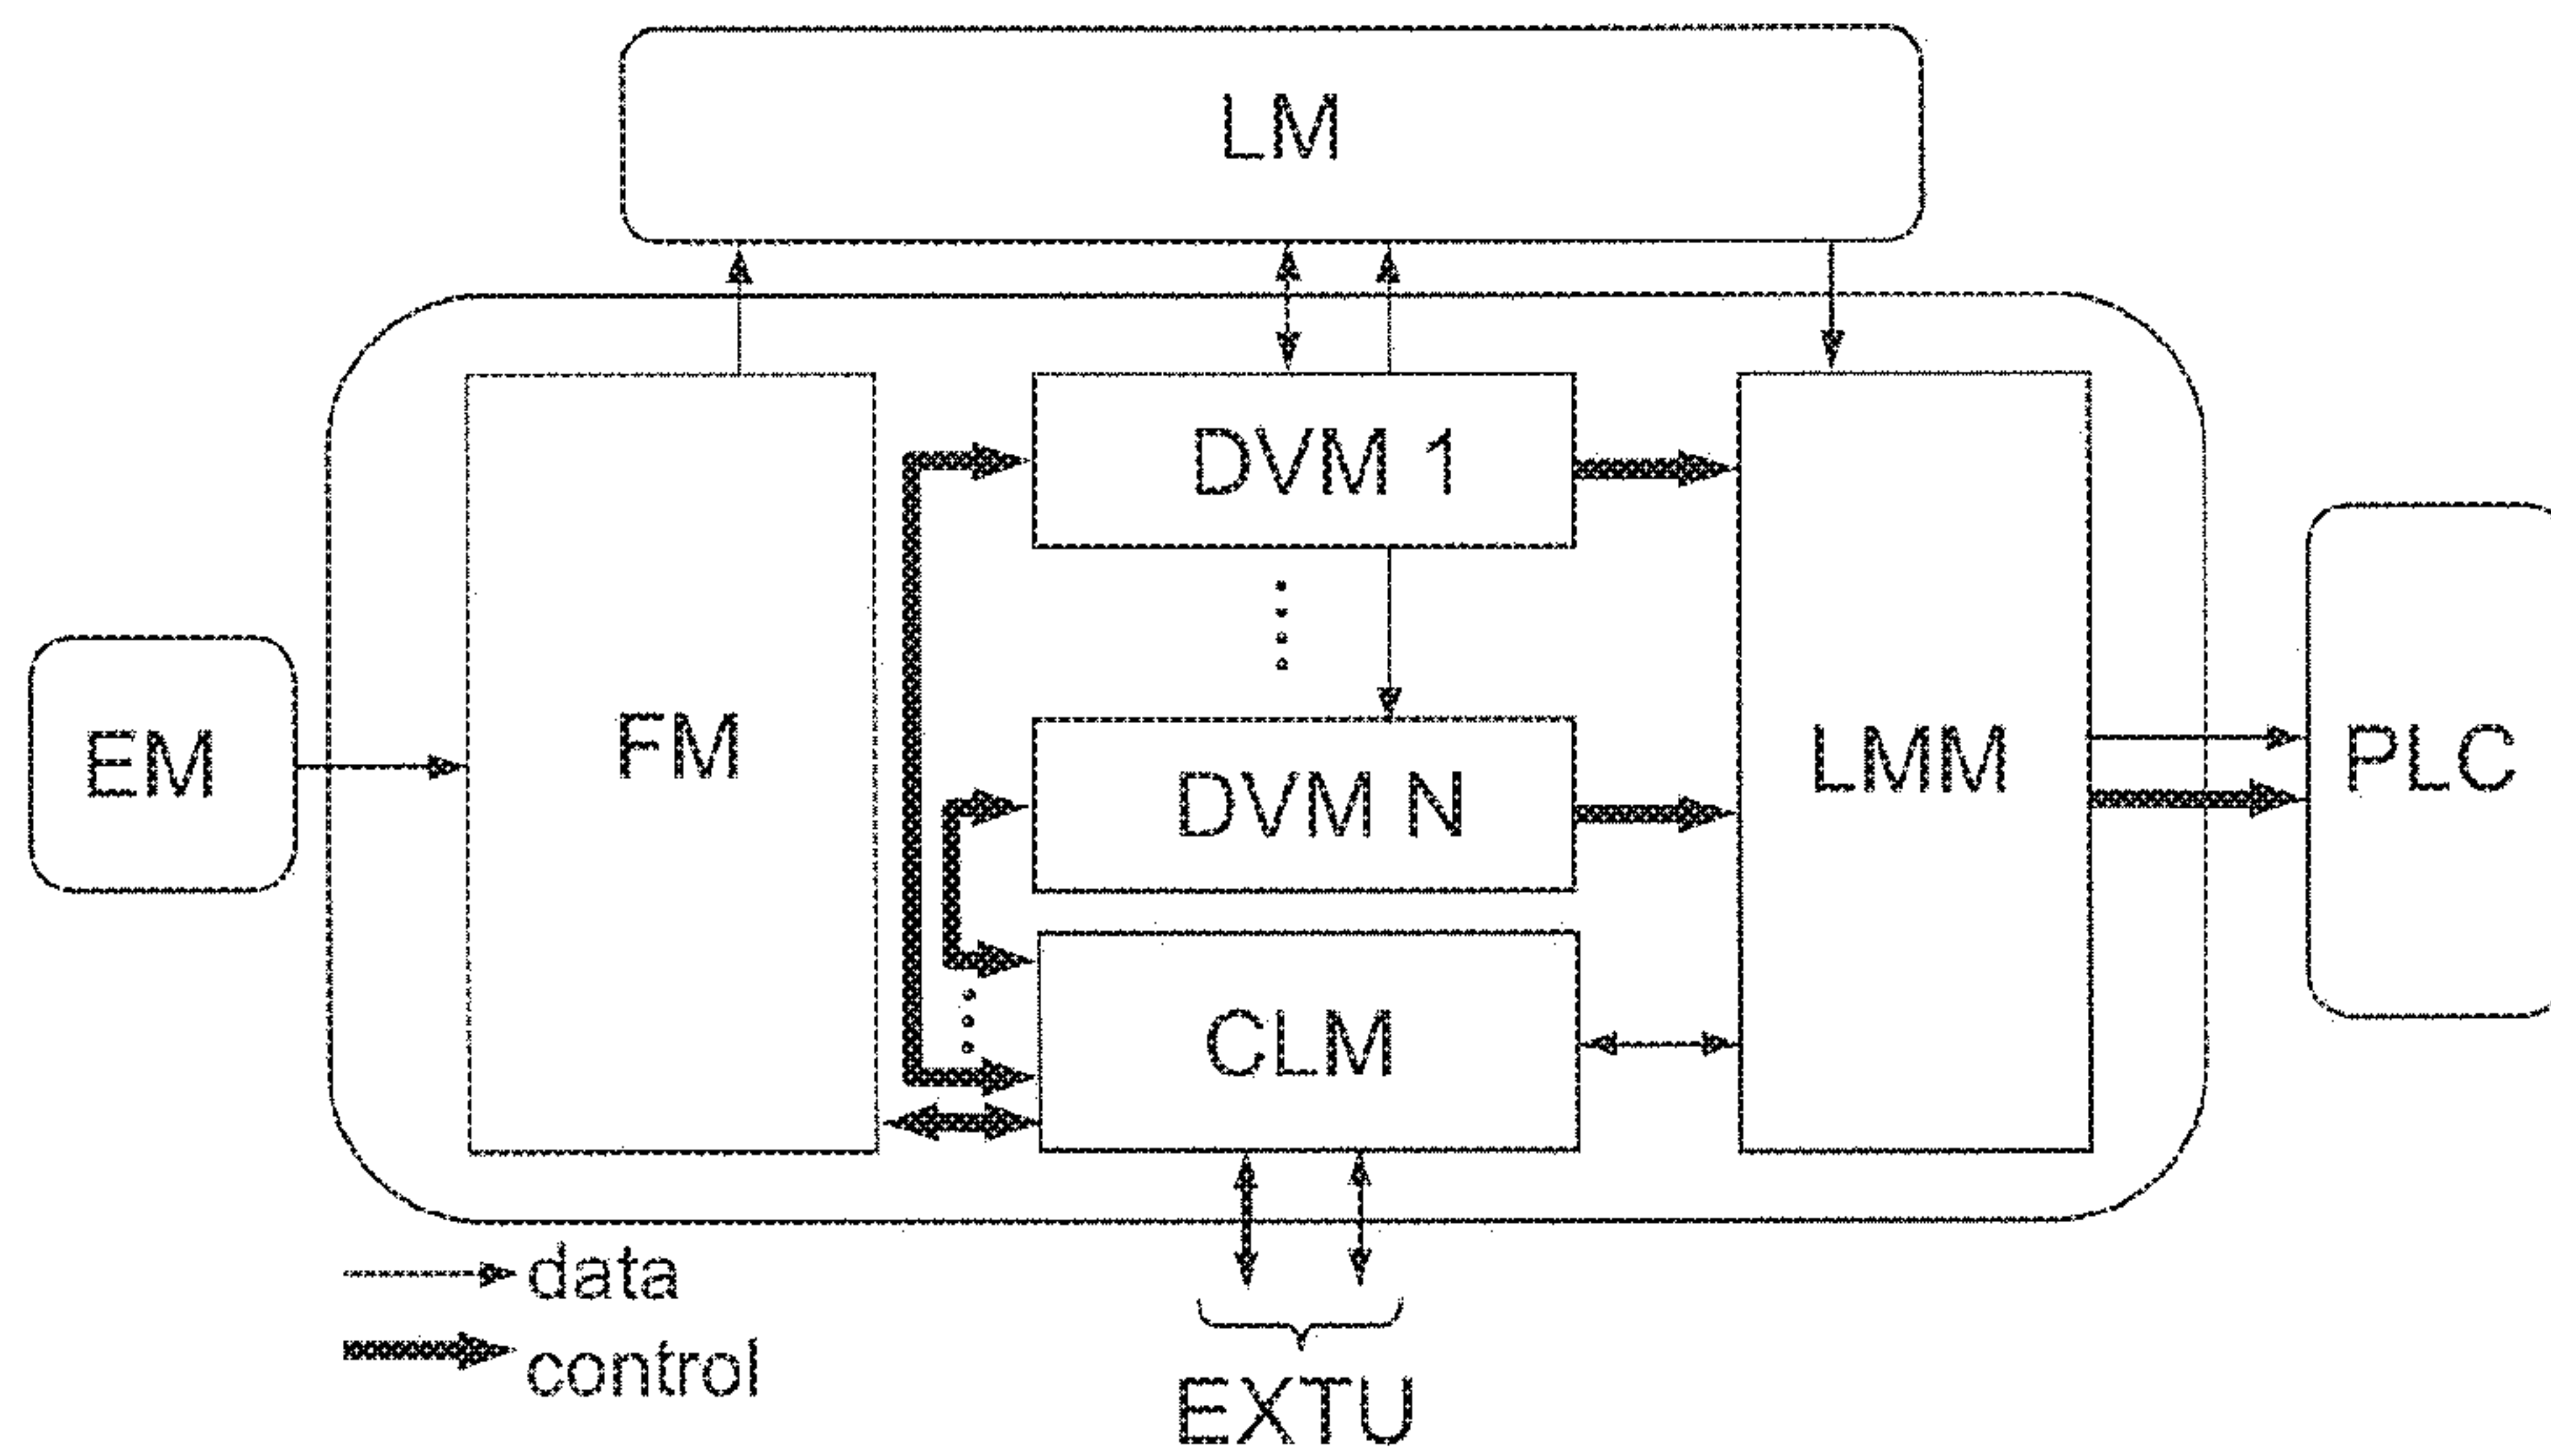 LM
DVM 1
EM
FM
DVM N
LMM
PLC
CLM
data
control
EXTU